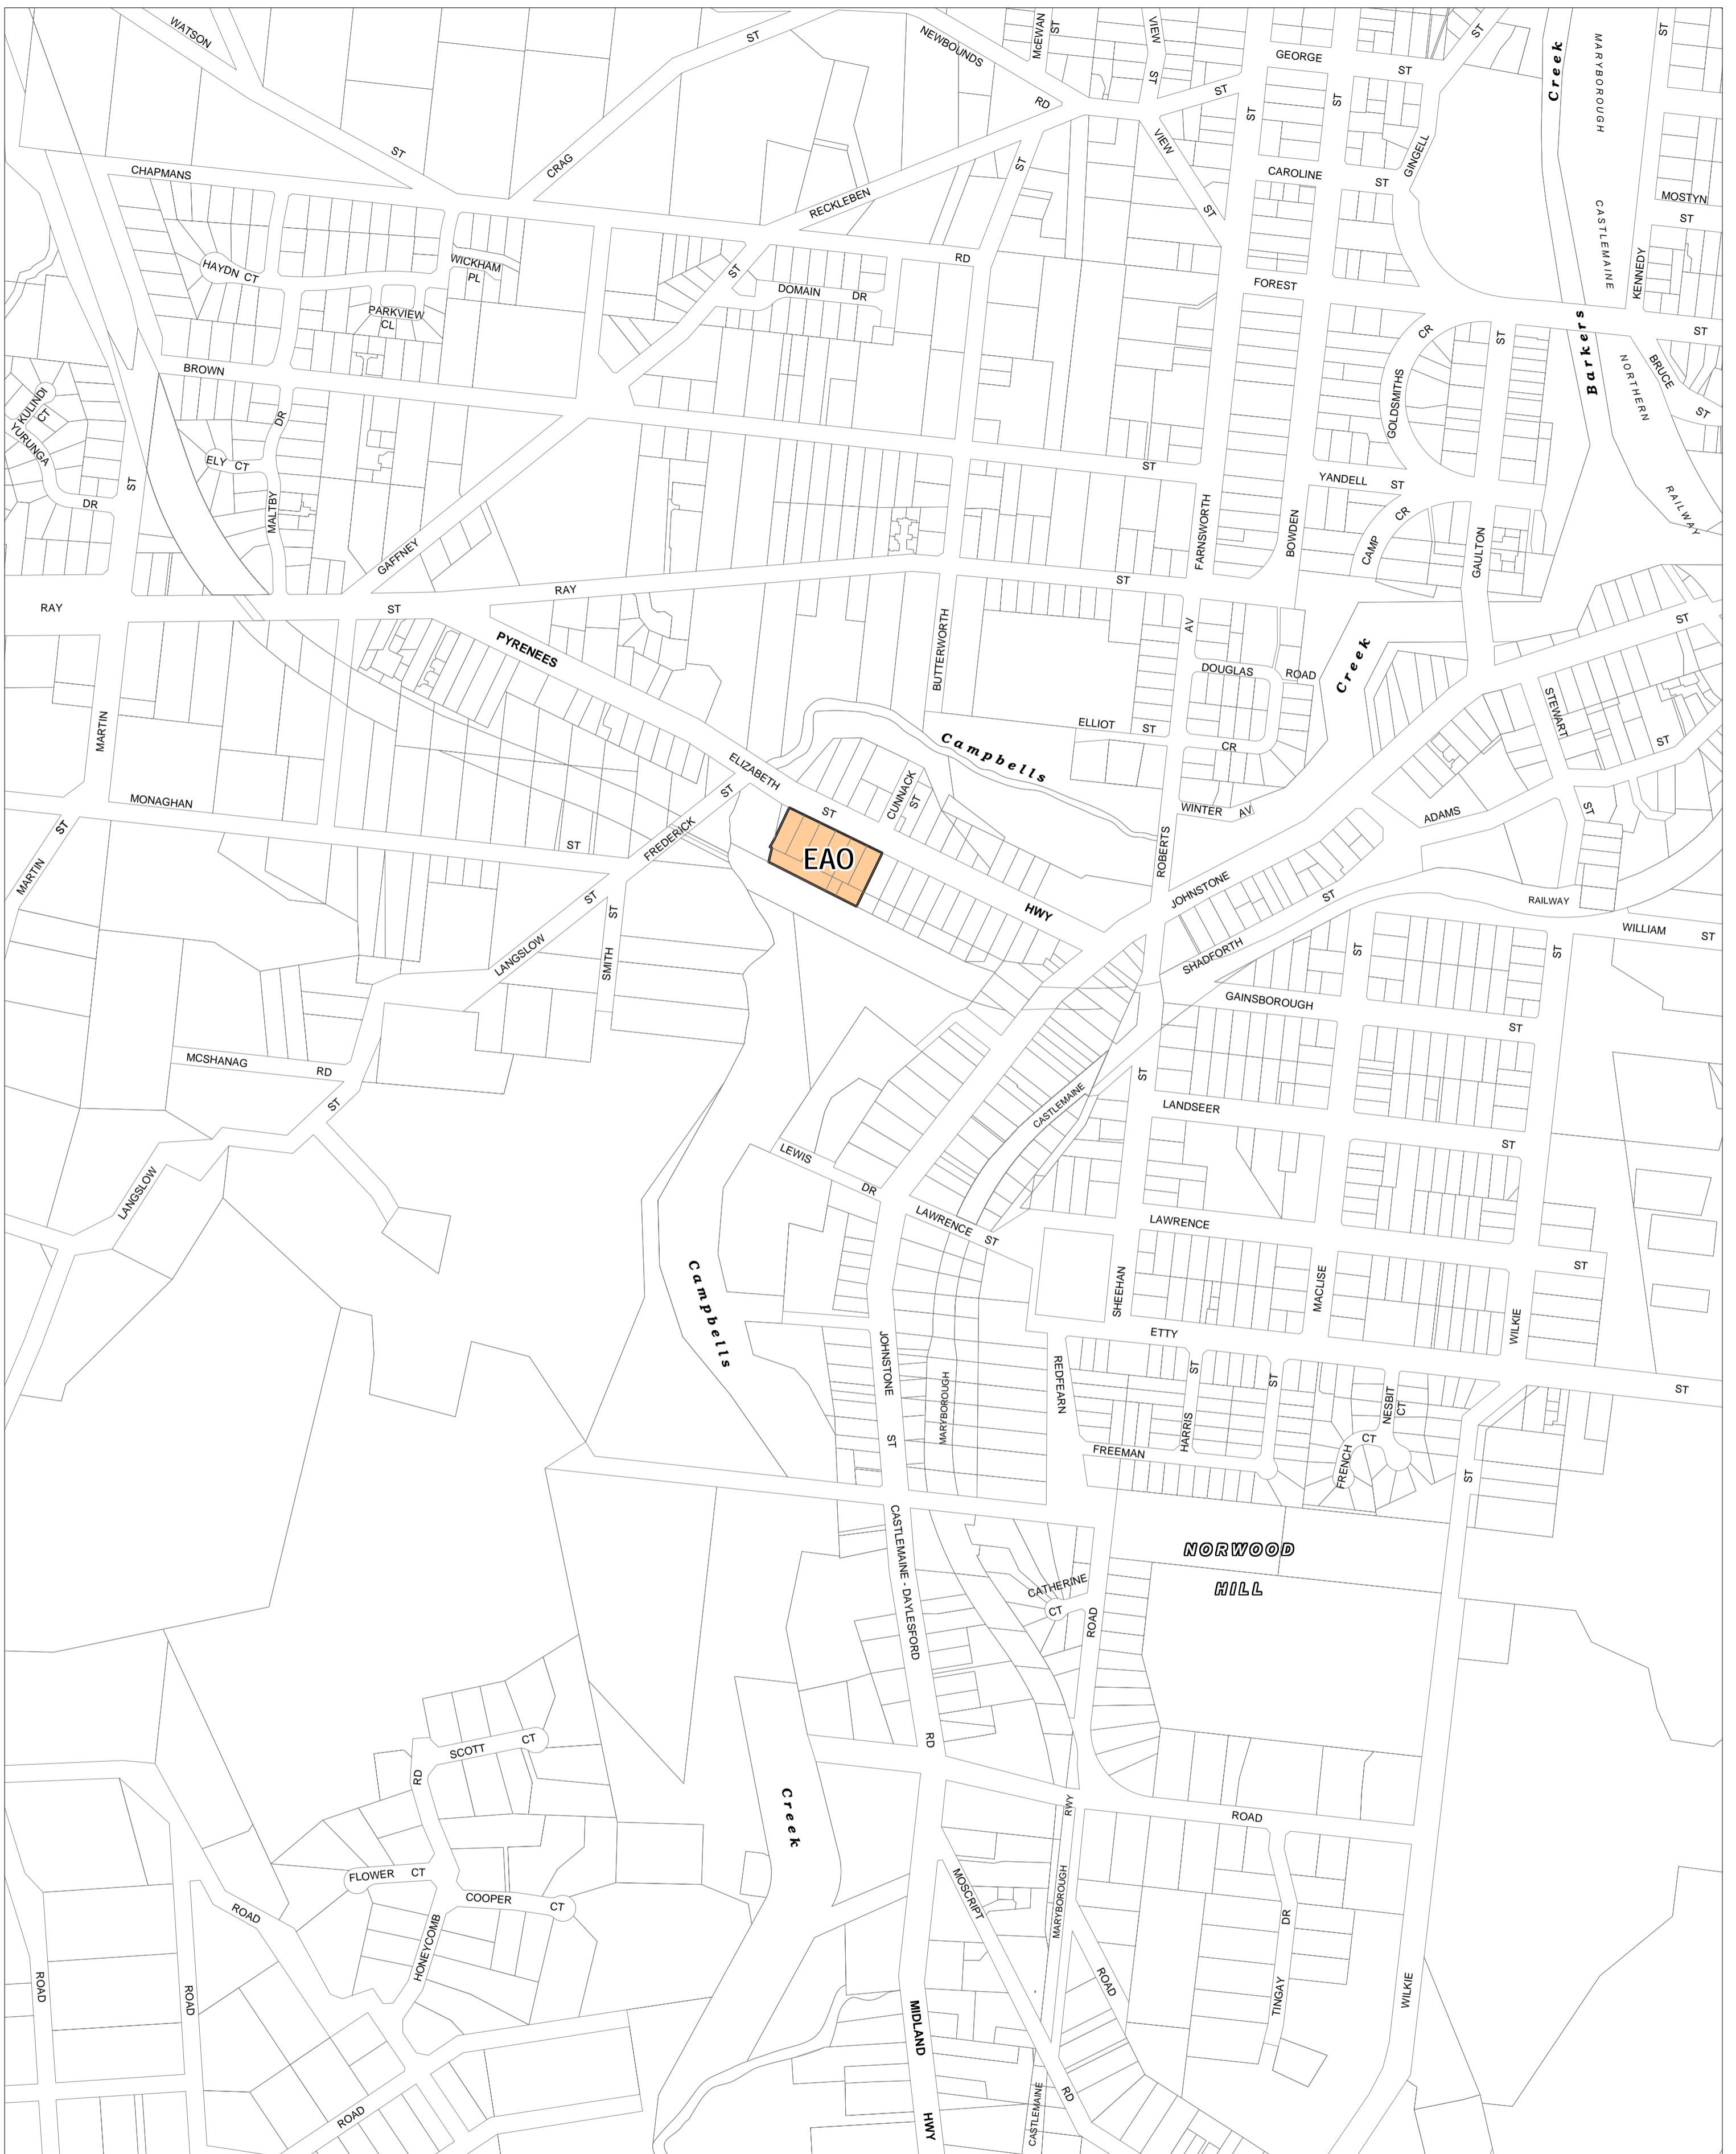 WATSON
ST
NEWBOUNDS
McEWAN
ST
VIEW
ST
GEORGE
ST
ST
Creek
MARYBOROUGH
ST
RD
ST
ST
ST
CRAG
ST
VIEW
GINGELL
CHAPMANS
ST
CAROLINE
ST
MOSTYN
ST
RECKLEBEN
ST
CASTLEMAINE
HAYDN CT
WICKHAM
PL
ST
RD
DOMAIN DR
FOREST
KENNEDY
PARKVIEW
CL
CR
ST
Barkers
ST
BROWN
GOLDSMITHS
NORTHERN
BRUCE
ST
KULINDI
CT
YURUNGA
DR
ELY CT
ST
YANDELL ST
DR
ST
MALTBY
FARNSWORTH
BOWDEN
CR
CAMP
GAULTON
RAILWAY
GAFFNEY
ST
RAY
RAY
ST
PYRENEES
BUTTERWORTH
AV
DOUGLAS
ROAD
Creek
ST
MARTIN
ELLIOT ST
CR
STEWART
ST
Campbells
ELIZABETH
ST
MONAGHAN
ST
CUNNACK
ST
WINTER AV
ADAMS
ST
ST
FREDERICK
ST
EAO
ROBERTS
MARTIN
ST
LANGSLOW
ST
SMITH
HWY
JOHNSTONE
ST
RAILWAY
SHADFORTH
WILLIAM ST
ST
ST
GAINSBOROUGH
ST
MCSHANAG
RD
ST
ST
CASTLEMAINE
LANDSEER
ST
LEWIS
DR
LANGSLOW
LAWRENCE
ST
LAWRENCE
ST
Campbells
SHEEHAN
MACLISE
WILKIE
JOHNSTONE
ETTY
ST
ST
ST
REDFEARN
MARYBOROUGH
HARRIS
NESBIT
CT
ST
FREEMAN
FRENCH
CT
ST
CASTLEMAINE - DAYLESFORD
NORWOOD
HILL
CATHERINE
CT
ROAD
RD
SCOTT CT
RD
Creek
RWY
ROAD
FLOWER CT
COOPER
CT
MOSCRIPT
MARYBOROUGH
ROAD
HONEYCOMB
DR
ROAD
ROAD
ROAD
TINGAY
WILKIE
MIDLAND
RD
CASTLEMAINE
ROAD
HWY